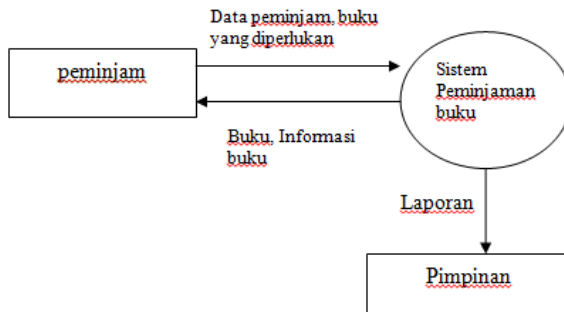 Data peminjam, buku
yang diperlukan
peminjam
Sistem
Peminjaman
buku
Buku, Informasi
buku
Laporan
Pimpinan